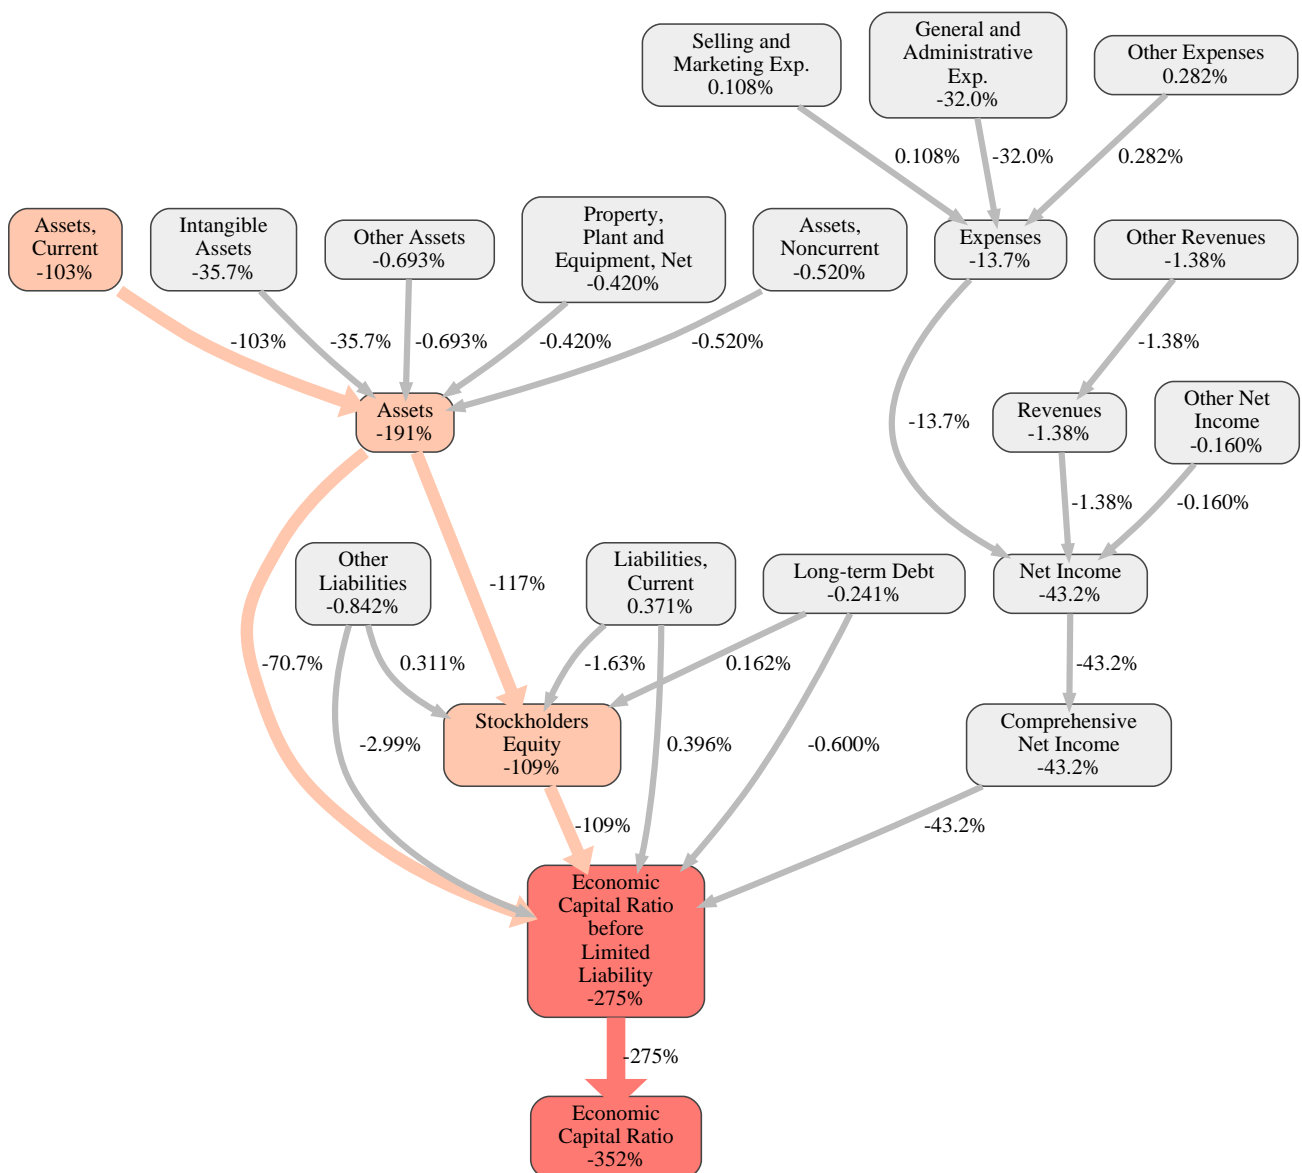 Selling and
Marketing Exp.
0.108%
General and
Administrative
Exp.
-32.0%
Other Expenses
0.282%
0.108%
-32.0%
0.282%
Assets,
Current
-103%
Intangible
Assets
-35.7%
Other Assets
-0.693%
Property,
Plant and
Equipment, Net
-0.420%
Assets,
Noncurrent
-0.520%
Expenses
-13.7%
Other Revenues
-1.38%
-103%
-35.7%
-0.693%
-0.420%
-0.520%
-1.38%
Assets
-191%
-13.7%
Revenues
-1.38%
Other Net
Income
-0.160%
-1.38%
-0.160%
Other
Liabilities
-0.842%
-117%
Liabilities,
Current
0.371%
Long-term Debt
-0.241%
Net Income
-43.2%
-70.7%
0.311%
-1.63%
0.162%
-43.2%
Stockholders
Equity
-109%
Comprehensive
Net Income
-43.2%
-2.99%
0.396%
-0.600%
-109%
-43.2%
Economic
Capital Ratio
before
Limited
Liability
-275%
-275%
Economic
Capital Ratio
-352%